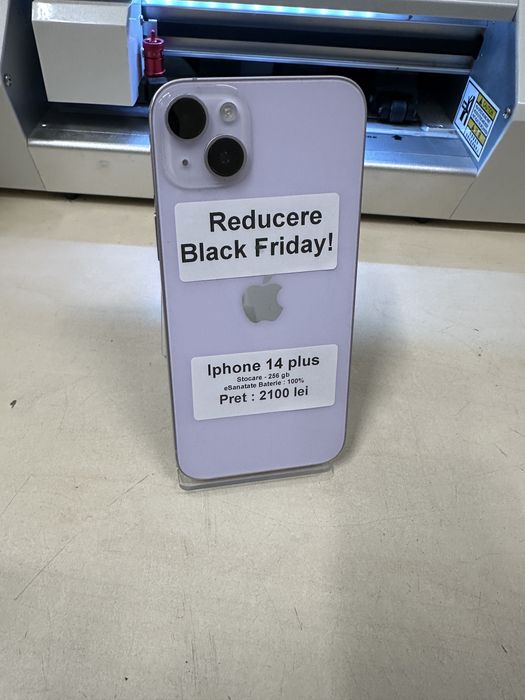 Reducere
Black Friday!
Iphone 14 plus
Stocare - 256 gb
eSanatate Baterie : 100%
Pret : 2100 lei